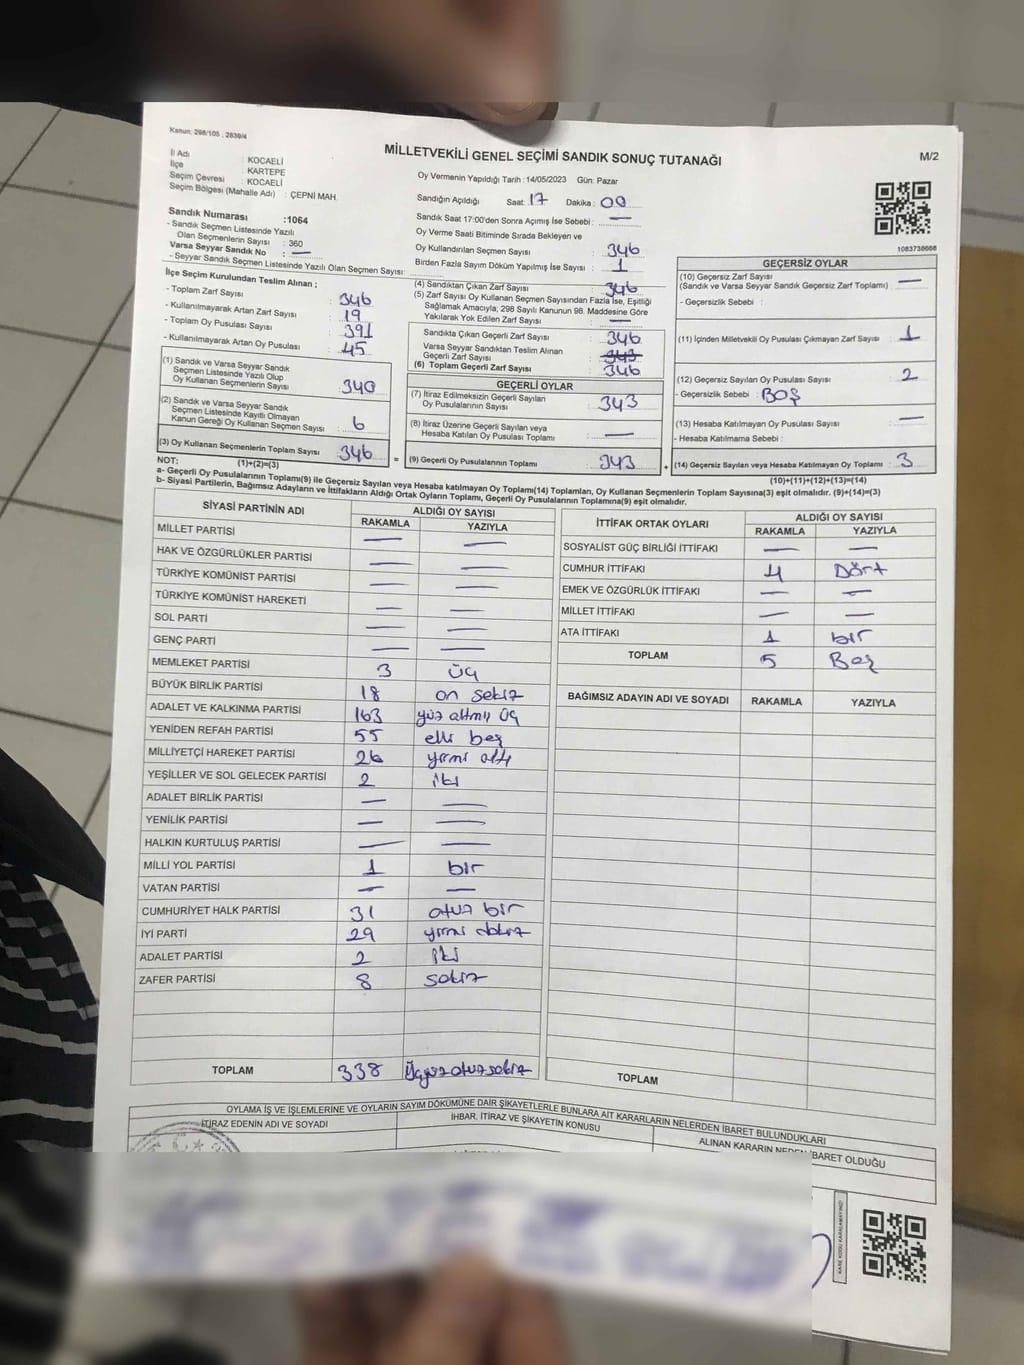 Kanun; 298/105 ; 2839/4
MİLLETVEKİLİ GENEL SEÇİMİ SANDIK SONUÇ TUTANAĞI
M/2
İl Adı : KOCAELİ
İlçe : KARTEPE
Seçim Çevresi : KOCAELİ
Seçim Bölgesi (Mahalle Adı) : ÇEPNİ MAH.
Sandık Numarası :1064
- Sandık Seçmen Listesinde Yazılı
Olan Seçmenlerin Sayısı : 360
Varsa Seyyar Sandık No : —
- Seyyar Sandık Seçmen Listesinde Yazılı Olan Seçmen Sayısı:
İlçe Seçim Kurulundan Teslim Alınan ;
- Toplam Zarf Sayısı : 346
- Kullanılmayarak Artan Zarf Sayısı : 19
- Toplam Oy Pusulası Sayısı : 391
- Kullanılmayarak Artan Oy Pusulası : 45
(1) Sandık ve Varsa Seyyar Sandık
Seçmen Listesinde Yazılı Olup
Oy Kullanan Seçmenlerin Sayısı : 340
(2) Sandık ve Varsa Seyyar Sandık
Seçmen Listesinde Kayıtlı Olmayan
Kanun Gereği Oy Kullanan Seçmen Sayısı : 6
(3) Oy Kullanan Seçmenlerin Toplam Sayısı : 346
(1)+(2)=(3)
Oy Vermenin Yapıldığı Tarih : 14/05/2023 Gün: Pazar
Sandığın Açıldığı Saat: 17 Dakika : 00
Sandık Saat 17:00'den Sonra Açımış İse Sebebi : —
Oy Verme Saati Bitiminde Sırada Bekleyen ve
Oy Kullandırılan Seçmen Sayısı : 346
Birden Fazla Sayım Döküm Yapılmış İse Sayısı : 1
(4) Sandıktan Çıkan Zarf Sayısı : 346
(5) Zarf Sayısı Oy Kullanan Seçmen Sayısından Fazla İse, Eşitliği
Sağlamak Amacıyla; 298 Sayılı Kanunun 98. Maddesine Göre
Yakılarak Yok Edilen Zarf Sayısı : —
Sandıkta Çıkan Geçerli Zarf Sayısı : 346
Varsa Seyyar Sandıktan Teslim Alınan
Geçerli Zarf Sayısı : 343
(6) Toplam Geçerli Zarf Sayısı : 346
GEÇERLİ OYLAR
(7) İtiraz Edilmeksizin Geçerli Sayılan
Oy Pusulalarının Sayısı : 343
(8) İtiraz Üzerine Geçerli Sayılan veya
Hesaba Katılan Oy Pusulası Toplamı : —
= (9) Geçerli Oy Pusulalarının Toplamı : 343
1083738688
GEÇERSİZ OYLAR
(10) Geçersiz Zarf Sayısı
(Sandık ve Varsa Seyyar Sandık Geçersiz Zarf Toplamı) : —
- Geçersizlik Sebebi :
(11) İçinden Milletvekili Oy Pusulası Çıkmayan Zarf Sayısı : 1
(12) Geçersiz Sayılan Oy Pusulası Sayısı : 2
- Geçersizlik Sebebi : BOŞ
(13) Hesaba Katılmayan Oy Pusulası Sayısı : —
- Hesaba Katılmama Sebebi :
+ (14) Geçersiz Sayılan veya Hesaba Katılmayan Oy Toplamı : 3
(10)+(11)+(12)+(13)=(14)
NOT:
a- Geçerli Oy Pusulalarının Toplamı(9) ile Geçersiz Sayılan veya Hesaba katılmayan Oy Toplamı(14) Toplamları, Oy Kullanan Seçmenlerin Toplam Sayısına(3) eşit olmalıdır. (9)+(14)=(3)
b- Siyasi Partilerin, Bağımsız Adayların ve İttifakların Aldığı Ortak Oyların Toplamı, Geçerli Oy Pusulalarının Toplamına(9) eşit olmalıdır.
SİYASİ PARTİNİN ADI ALDIĞI OY SAYISI
RAKAMLA YAZIYLA
MİLLET PARTİSİ — —
HAK VE ÖZGÜRLÜKLER PARTİSİ — —
TÜRKİYE KOMÜNİST PARTİSİ — —
TÜRKİYE KOMÜNİST HAREKETİ — —
SOL PARTİ — —
GENÇ PARTİ — —
MEMLEKET PARTİSİ 3 üç
BÜYÜK BİRLİK PARTİSİ 18 on sekiz
ADALET VE KALKINMA PARTİSİ 163 yüz altmış üç
YENİDEN REFAH PARTİSİ 55 elli beş
MİLLİYETÇİ HAREKET PARTİSİ 26 yirmi altı
YEŞİLLER VE SOL GELECEK PARTİSİ 2 iki
ADALET BİRLİK PARTİSİ — —
YENİLİK PARTİSİ — —
HALKIN KURTULUŞ PARTİSİ — —
MİLLİ YOL PARTİSİ 1 bir
VATAN PARTİSİ — —
CUMHURİYET HALK PARTİSİ 31 otuz bir
İYİ PARTİ 29 yirmi dokuz
ADALET PARTİSİ 2 iki
ZAFER PARTİSİ 8 sekiz
TOPLAM 338 Üçyüz otuz sekiz
İTTİFAK ORTAK OYLARI ALDIĞI OY SAYISI
RAKAMLA YAZIYLA
SOSYALİST GÜÇ BİRLİĞİ İTTİFAKI — —
CUMHUR İTTİFAKI 4 Dört
EMEK VE ÖZGÜRLÜK İTTİFAKI — —
MİLLET İTTİFAKI — —
ATA İTTİFAKI 1 bir
TOPLAM 5 Beş
BAĞIMSIZ ADAYIN ADI VE SOYADI RAKAMLA YAZIYLA
TOPLAM
OYLAMA İŞ VE İŞLEMLERİNE VE OYLARIN SAYIM DÖKÜMÜNE DAİR ŞİKAYETLERLE BUNLARA AİT KARARLARIN NELERDEN İBARET BULUNDUKLARI
İTİRAZ EDENİN ADI VE SOYADI
İHBAR, İTİRAZ VE ŞİKAYETİN KONUSU
ALINAN KARARIN NEDEN İBARET OLDUĞU
KARE KODU KARALAMAYINIZ!